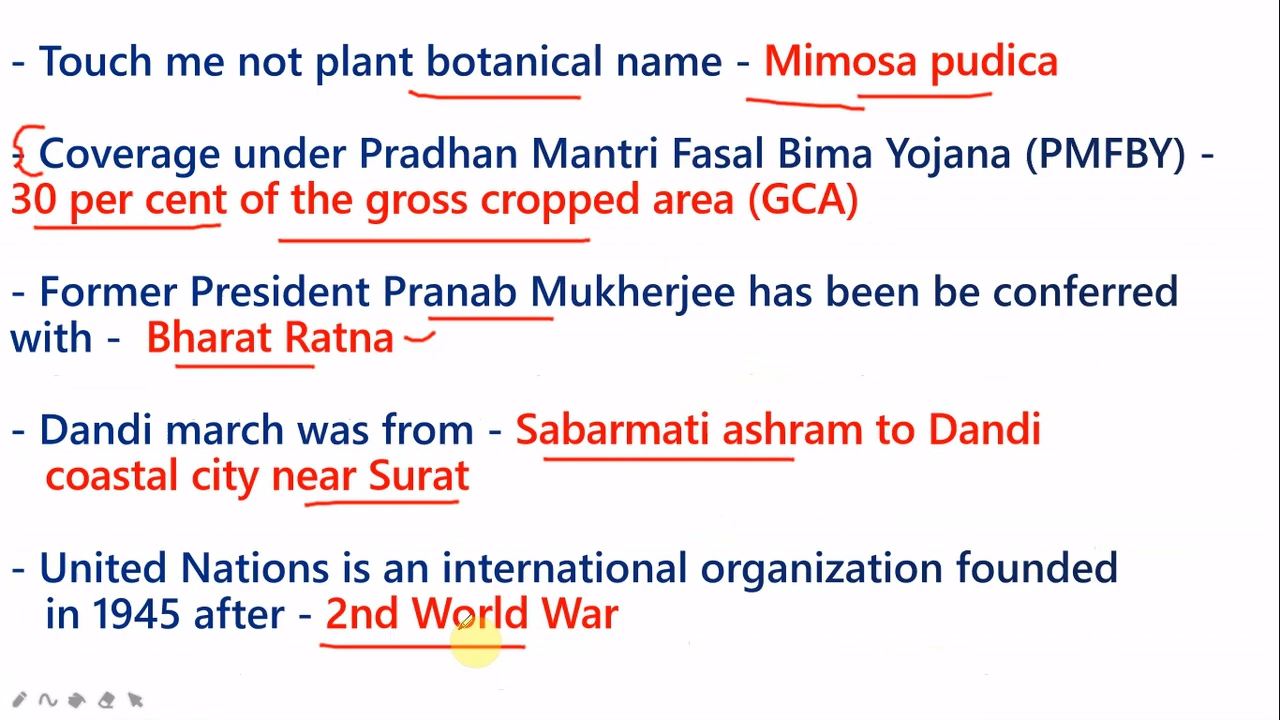 - Touch me not plant botanical name - Mimosa pudica
- Coverage under Pradhan Mantri Fasal Bima Yojana (PMFBY) -
30 per cent of the gross cropped area (GCA)
- Former President Pranab Mukherjee has been be conferred
with - Bharat Ratna
- Dandi march was from - Sabarmati ashram to Dandi
coastal city near Surat
- United Nations is an international organization founded
in 1945 after - 2nd World War